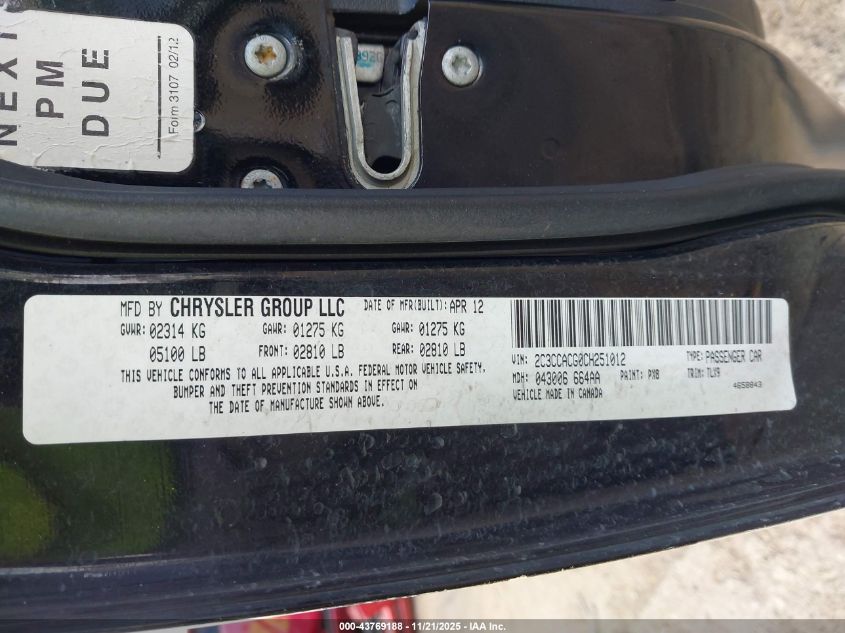 NEXT
PM
DUE
Form 3107 02/12
MFD BY CHRYSLER GROUP LLC DATE OF MFR(BUILT): APR 12
GVWR: 02314 KG GAWR: 01275 KG GAWR: 01275 KG
05100 LB FRONT: 02810 LB REAR: 02810 LB
THIS VEHICLE CONFORMS TO ALL APPLICABLE U.S.A. FEDERAL MOTOR VEHICLE SAFETY,
BUMPER AND THEFT PREVENTION STANDARDS IN EFFECT ON
THE DATE OF MANUFACTURE SHOWN ABOVE.
VIN: 2C3CCACG0CH251012 TYPE: PASSENGER CAR
MDH: 043006 664AA PAINT: PX8 TRIM: TLX9
VEHICLE MADE IN CANADA 4658843
000-43769188 - 11/21/2025 - IAA Inc.